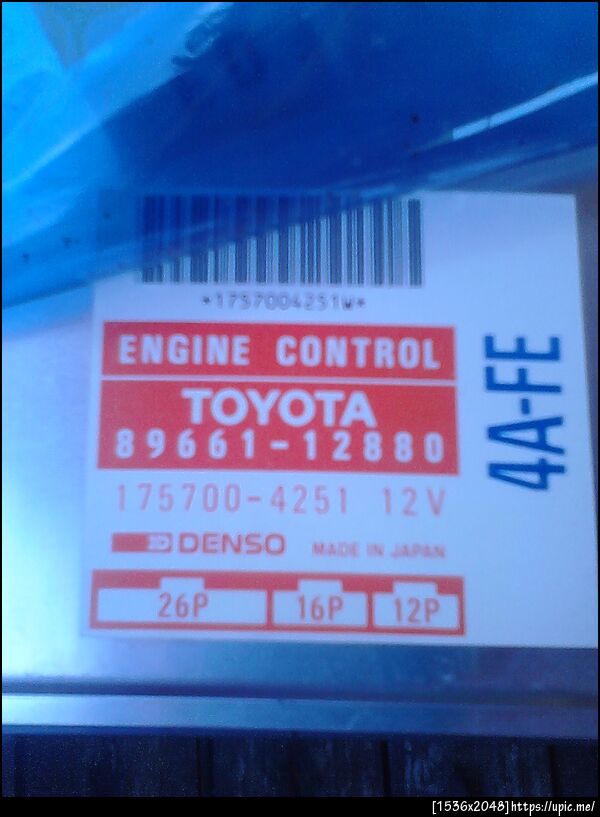 *1757004251W*
ENGINE CONTROL
TOYOTA
89661-12880
175700-4251 12V
DENSO MADE IN JAPAN
26P 16P 12P
4A-FE
[1536x2048]https://upic.me/